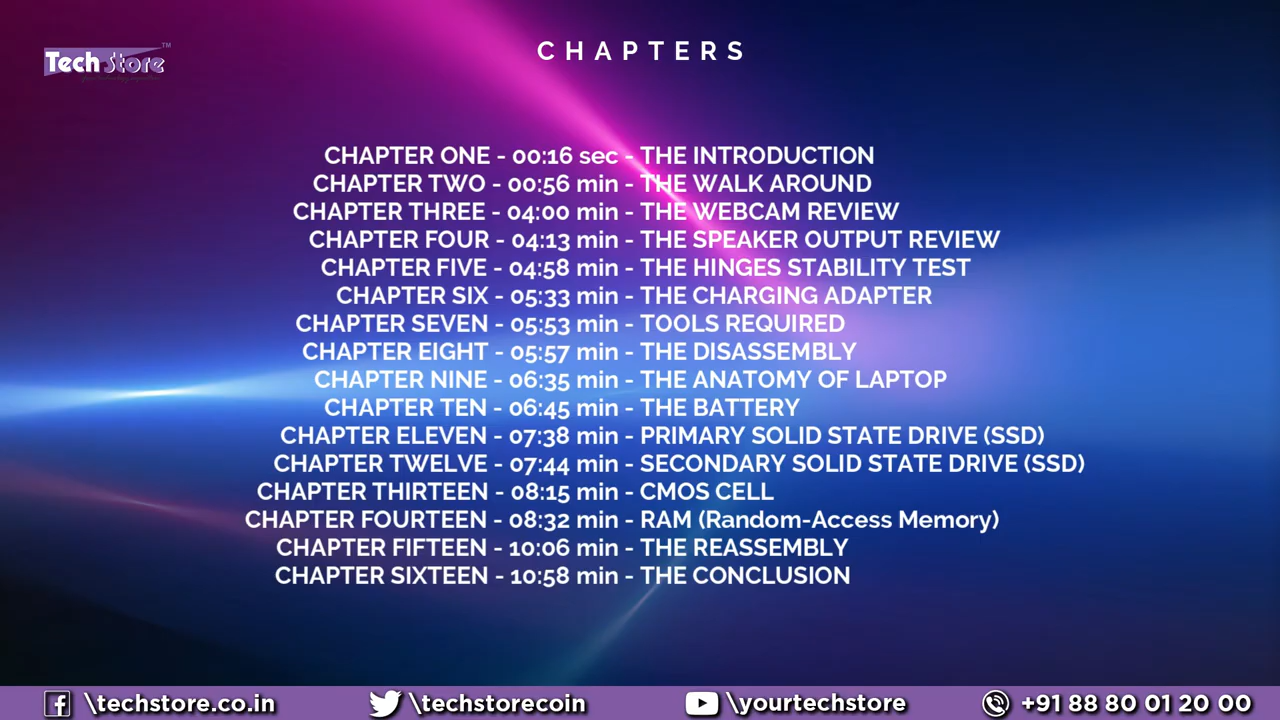 Tech Store TM
CHAPTERS
CHAPTER ONE - 00:16 sec - THE INTRODUCTION
CHAPTER TWO - 00:56 min - THE WALK AROUND
CHAPTER THREE - 04:00 min - THE WEBCAM REVIEW
CHAPTER FOUR - 04:13 min - THE SPEAKER OUTPUT REVIEW
CHAPTER FIVE - 04:58 min - THE HINGES STABILITY TEST
CHAPTER SIX - 05:33 min - THE CHARGING ADAPTER
CHAPTER SEVEN - 05:53 min - TOOLS REQUIRED
CHAPTER EIGHT - 05:57 min - THE DISASSEMBLY
CHAPTER NINE - 06:35 min - THE ANATOMY OF LAPTOP
CHAPTER TEN - 06:45 min - THE BATTERY
CHAPTER ELEVEN - 07:38 min - PRIMARY SOLID STATE DRIVE (SSD)
CHAPTER TWELVE - 07:44 min - SECONDARY SOLID STATE DRIVE (SSD)
CHAPTER THIRTEEN - 08:15 min - CMOS CELL
CHAPTER FOURTEEN - 08:32 min - RAM (Random-Access Memory)
CHAPTER FIFTEEN - 10:06 min - THE REASSEMBLY
CHAPTER SIXTEEN - 10:58 min - THE CONCLUSION
\techstore.co.in \techstorecoin \yourtechstore +91 88 80 01 20 00